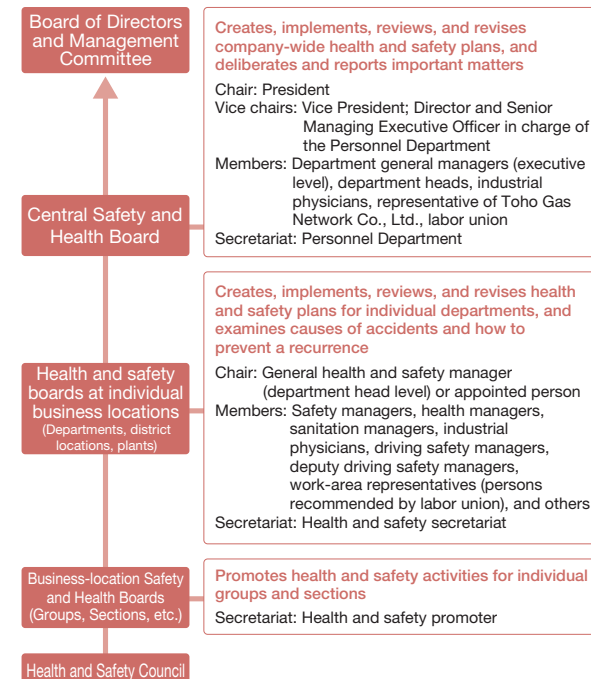 Board of Directors
and Management
Committee
Creates, implements, reviews, and revises
company-wide health and safety plans, and
deliberates and reports important matters
Chair: President
Vice chairs: Vice President; Director and Senior
Managing Executive Officer in charge of
the Personnel Department
Members: Department general managers (executive
level), department heads, industrial
physicians, representative of Toho Gas
Network Co., Ltd., labor union
Secretariat: Personnel Department
Central Safety and
Health Board
Creates, implements, reviews, and revises health
and safety plans for individual departments, and
examines causes of accidents and how to
prevent a recurrence
Chair: General health and safety manager
(department head level) or appointed person
Members: Safety managers, health managers,
sanitation managers, industrial
physicians, driving safety managers,
deputy driving safety managers,
work-area representatives (persons
recommended by labor union), and others
Secretariat: Health and safety secretariat
Health and safety
boards at individual
business locations
(Departments, district
locations, plants)
Business-location Safety
and Health Boards
(Groups, Sections, etc.)
Promotes health and safety activities for individual
groups and sections
Secretariat: Health and safety promoter
Health and Safety Council